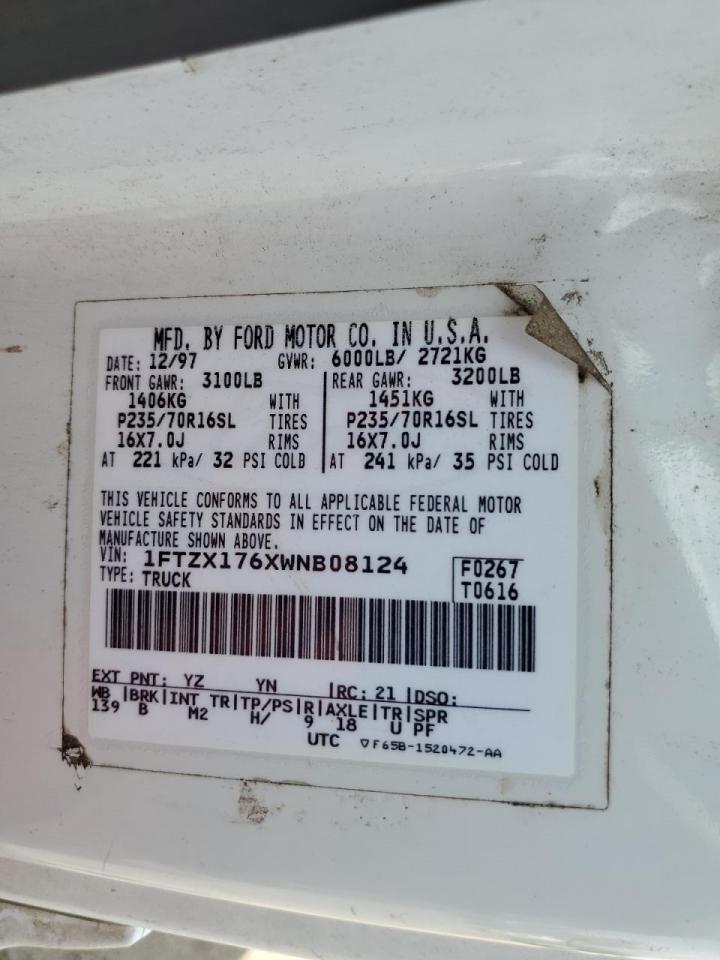 MFD. BY FORD MOTOR CO. IN U.S.A.
DATE: 12/97 GVWR: 6000LB/ 2721KG
FRONT GAWR: 3100LB REAR GAWR: 3200LB
1406KG WITH 1451KG WITH
P235/70R16SL TIRES P235/70R16SL TIRES
16X7.0J RIMS 16X7.0J RIMS
AT 221 kPa/ 32 PSI COLD AT 241 kPa/ 35 PSI COLD
THIS VEHICLE CONFORMS TO ALL APPLICABLE FEDERAL MOTOR
VEHICLE SAFETY STANDARDS IN EFFECT ON THE DATE OF
MANUFACTURE SHOWN ABOVE.
VIN: 1FTZX176XWNB08124 F0267
TYPE: TRUCK T0616
EXT PNT: YZ YN RC: 21 DSO:
WB BRK INT TR TP/PS R AXLE TR SPR
139 B M2 H/ 9 18 U PF
UTC ▽F65B-1520472-AA